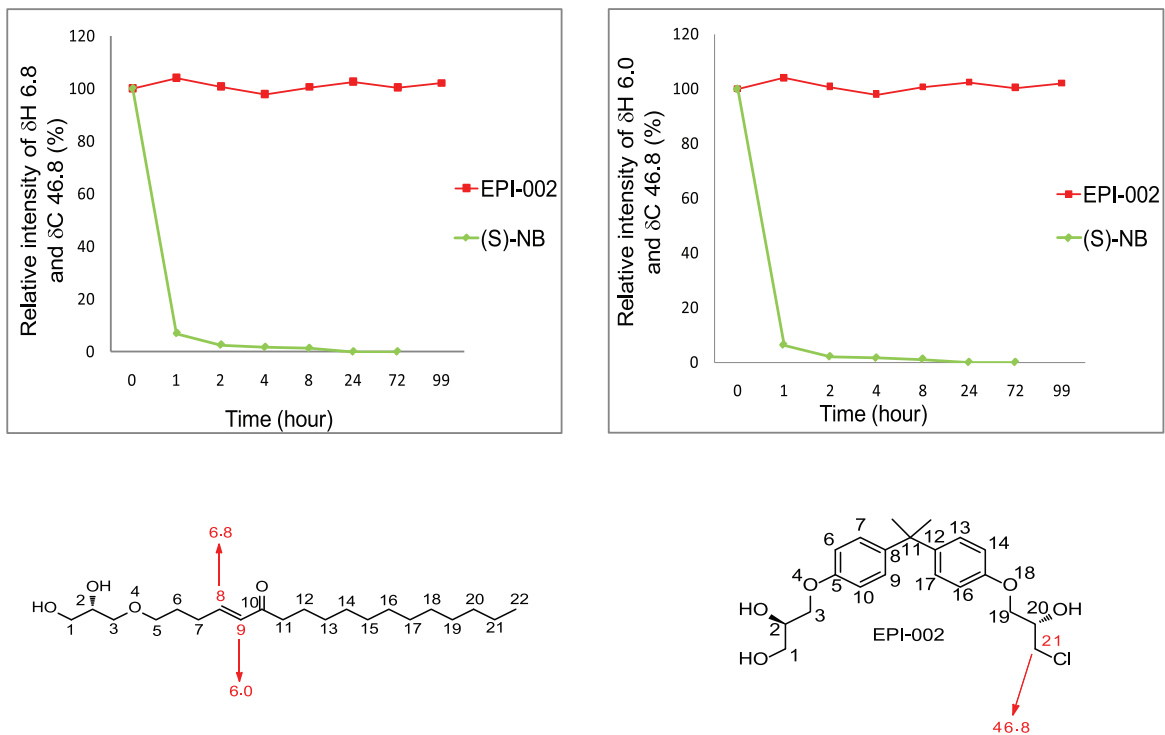 Relative intensity of δH 6.8
and δC 46.8 (%)
120
100
80
60
40
20
0
0 1 2 4 8 24 72 99
Time (hour)
EPI-002
(S)-NB
Relative intensity of δH 6.0
and δC 46.8 (%)
120
100
80
60
40
20
0
0 1 2 4 8 24 72 99
Time (hour)
EPI-002
(S)-NB
6.8
OH O
2 4 6 8 10 12 14 16 18 20 22
HO O
1 3 5 7 9 11 13 15 17 19 21
6.0
7 13
6 12 14
8 11
4 18
5 9 17
O 10 16 O
HO 3 19 20 OH
2 EPI-002 21
HO 1 Cl
46.8